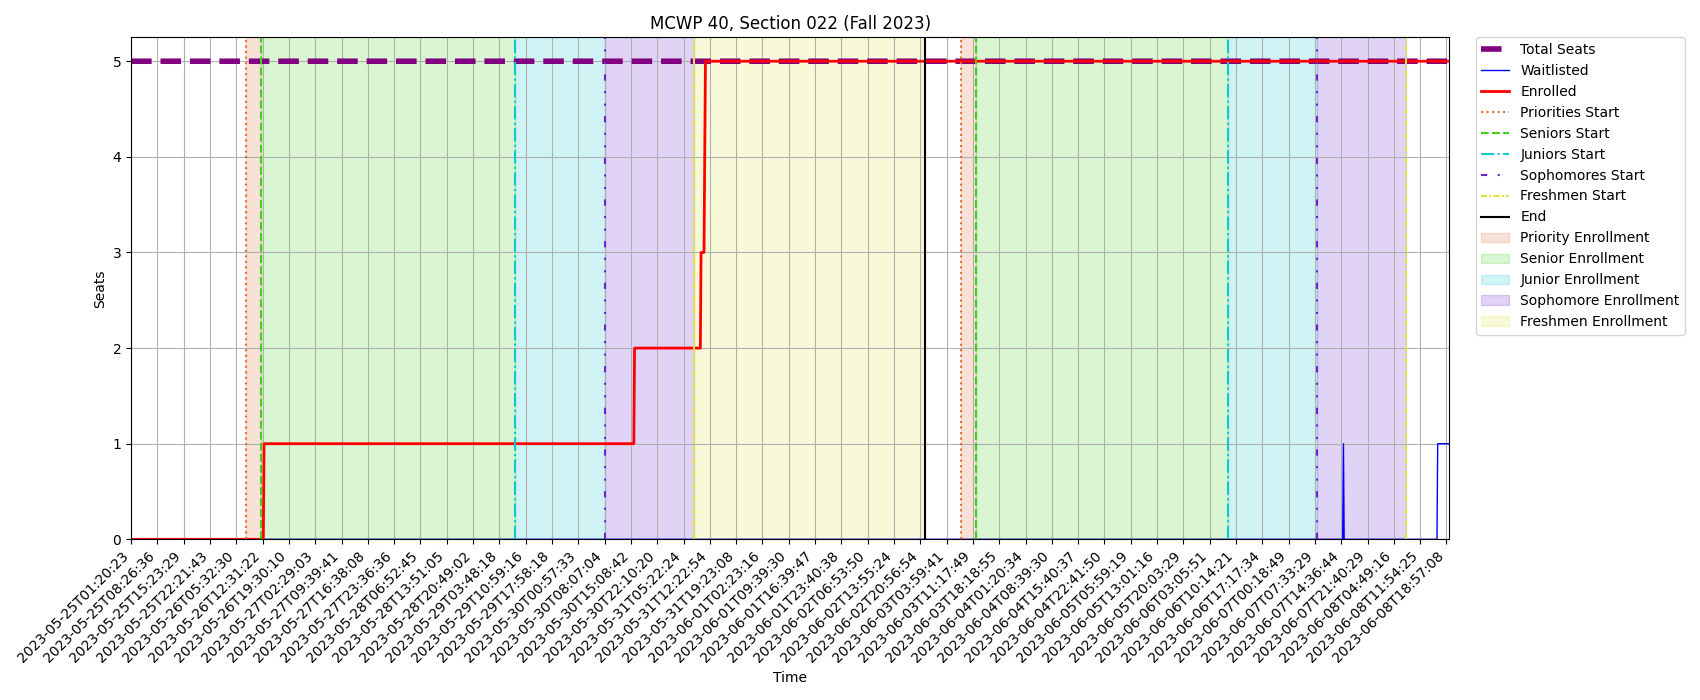 MCWP 40, Section 022 (Fall 2023)
Seats
5
4
3
2
1
0
2023-05-25T01:20:23
2023-05-25T08:26:36
2023-05-25T15:23:29
2023-05-25T22:21:43
2023-05-26T05:32:30
2023-05-26T12:31:22
2023-05-26T19:30:10
2023-05-27T02:29:03
2023-05-27T09:39:41
2023-05-27T16:38:08
2023-05-27T23:36:36
2023-05-28T06:52:45
2023-05-28T13:51:05
2023-05-28T20:49:02
2023-05-29T03:48:18
2023-05-29T10:59:16
2023-05-29T17:58:18
2023-05-30T00:57:33
2023-05-30T08:07:04
2023-05-30T15:08:42
2023-05-30T22:10:20
2023-05-31T05:22:24
2023-05-31T12:22:54
2023-05-31T19:23:08
2023-06-01T02:23:16
2023-06-01T09:39:30
2023-06-01T16:39:47
2023-06-01T23:40:38
2023-06-02T06:53:50
2023-06-02T13:55:24
2023-06-02T20:56:54
2023-06-03T03:59:41
2023-06-03T11:17:49
2023-06-03T18:18:55
2023-06-04T01:20:34
2023-06-04T08:39:30
2023-06-04T15:40:37
2023-06-04T22:41:50
2023-06-05T05:59:19
2023-06-05T13:01:16
2023-06-05T20:03:29
2023-06-06T03:05:51
2023-06-06T10:14:21
2023-06-06T17:17:34
2023-06-07T00:18:49
2023-06-07T07:33:29
2023-06-07T14:36:44
2023-06-07T21:40:29
2023-06-08T04:49:16
2023-06-08T11:54:25
2023-06-08T18:57:08
Time
Total Seats
Waitlisted
Enrolled
Priorities Start
Seniors Start
Juniors Start
Sophomores Start
Freshmen Start
End
Priority Enrollment
Senior Enrollment
Junior Enrollment
Sophomore Enrollment
Freshmen Enrollment